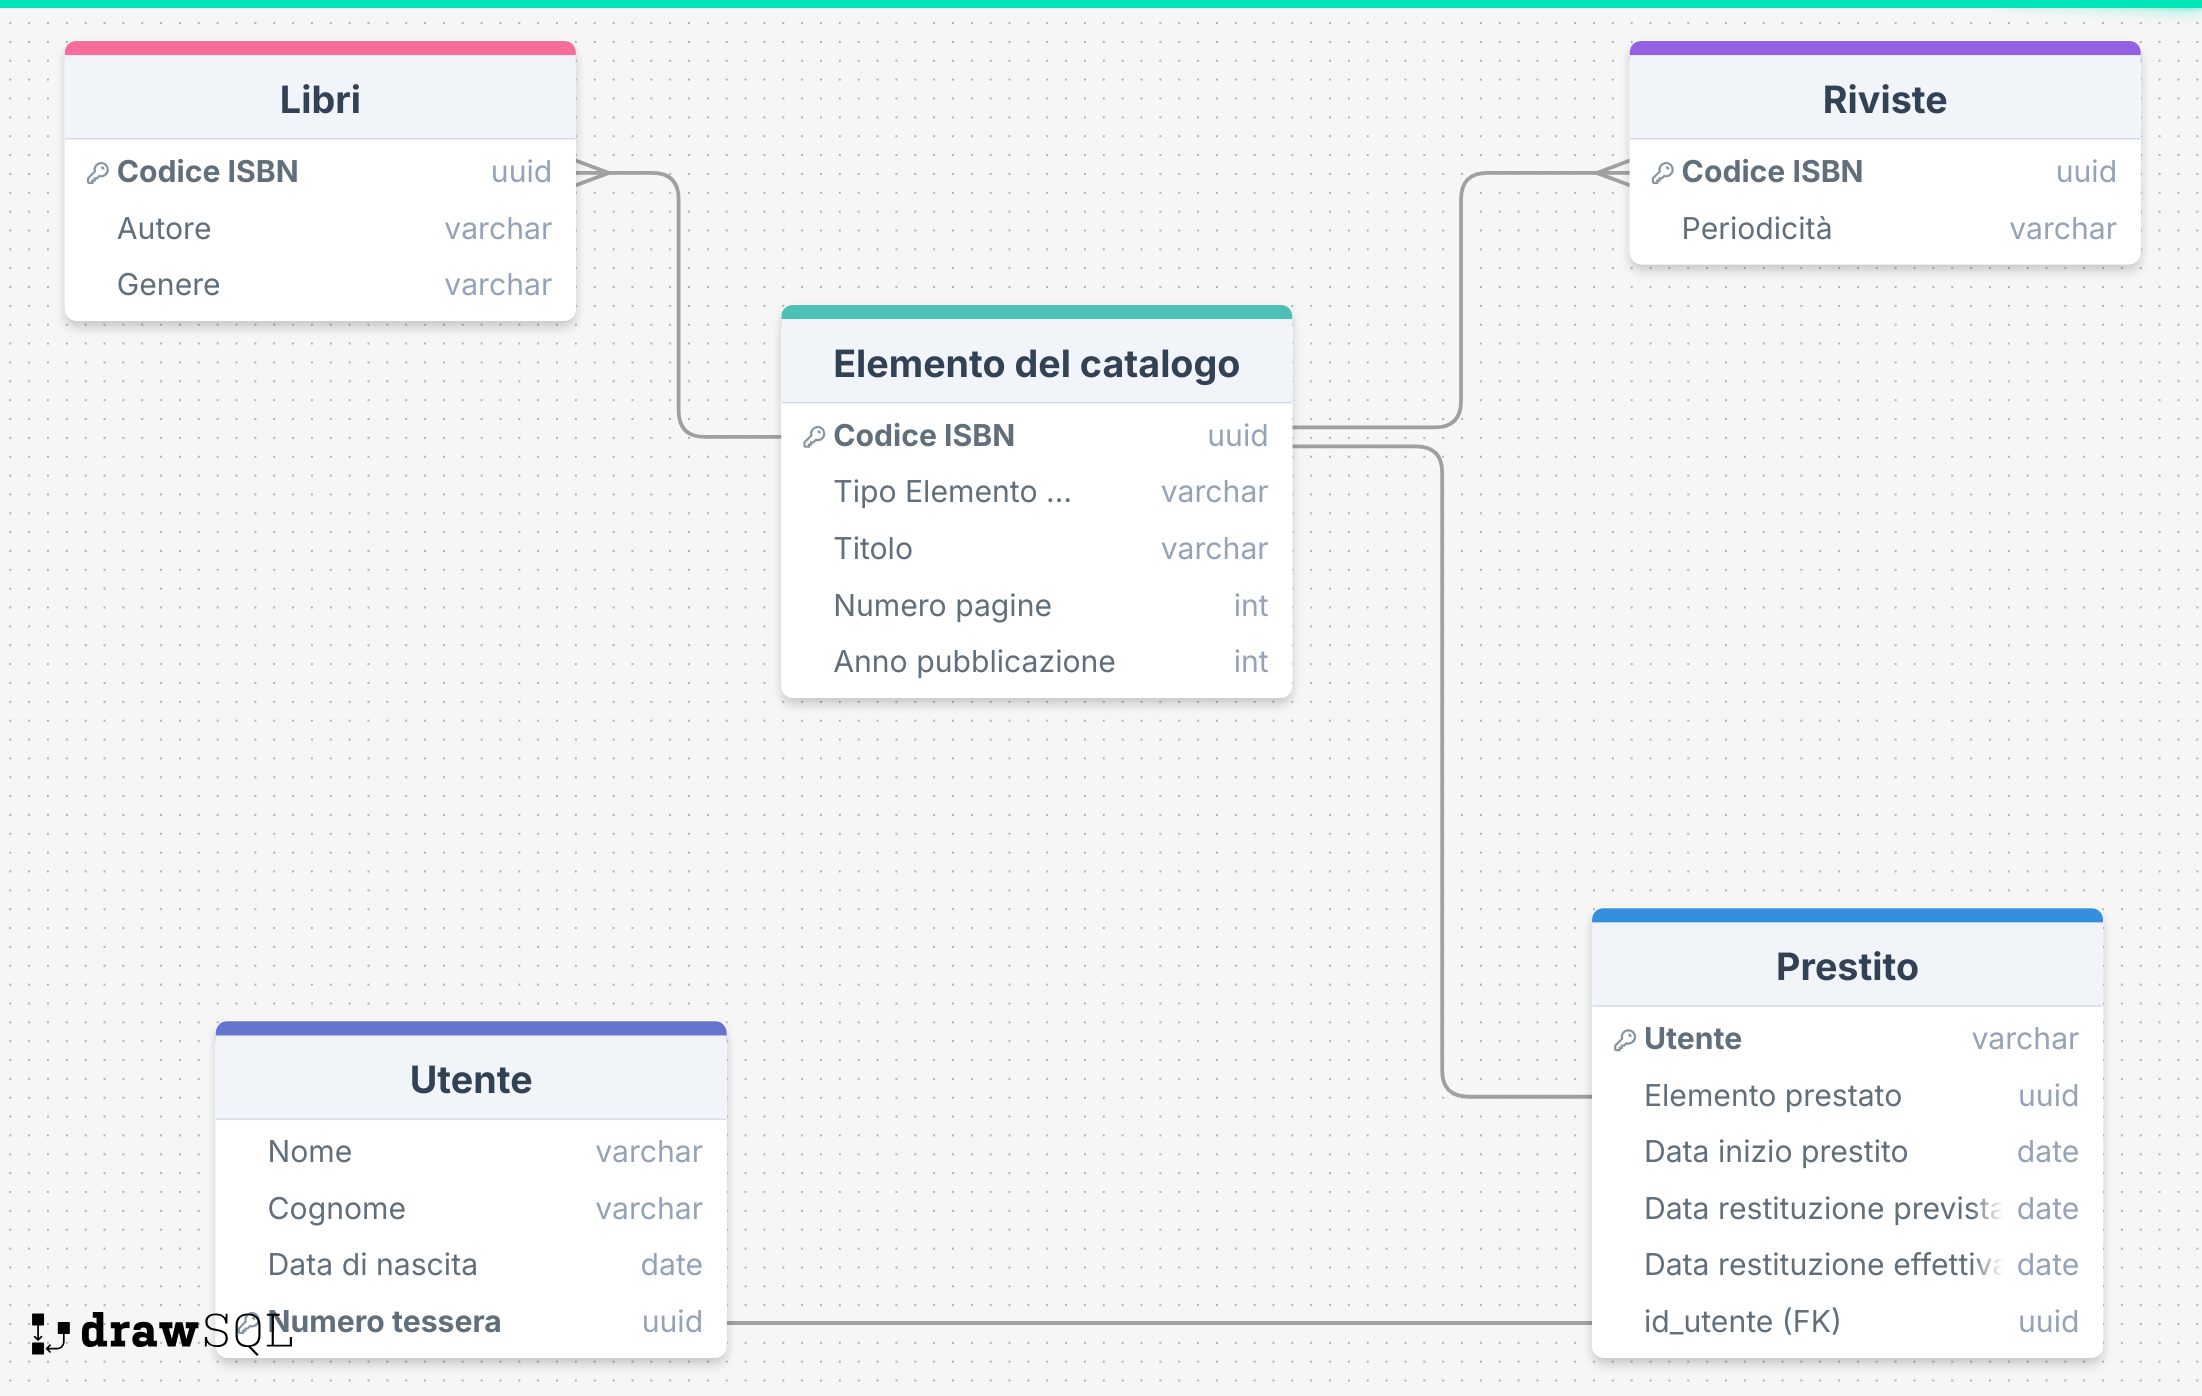 Libri
Codice ISBN uuid
Autore varchar
Genere varchar
Riviste
Codice ISBN uuid
Periodicità varchar
Elemento del catalogo
Codice ISBN uuid
Tipo Elemento ... varchar
Titolo varchar
Numero pagine int
Anno pubblicazione int
Utente
Nome varchar
Cognome varchar
Data di nascita date
Numero tessera uuid
Prestito
Utente varchar
Elemento prestato uuid
Data inizio prestito date
Data restituzione prevista date
Data restituzione effettiva date
id_utente (FK) uuid
drawSQL